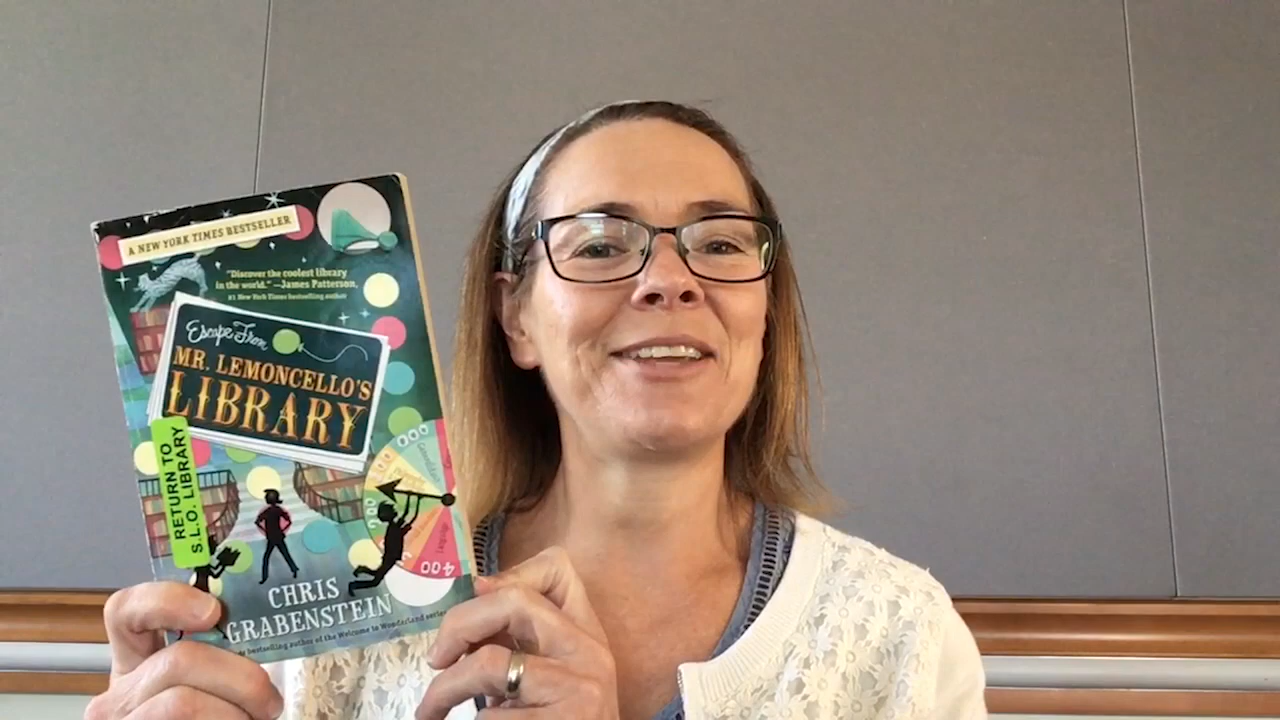 A NEW YORK TIMES BESTSELLER
"Discover the coolest library
in the world." —James Patterson,
#1 New York Times bestselling author
Escape From
MR. LEMONCELLO'S
LIBRARY
RETURN TO
S.L.O. LIBRARY
000
200
400
CHRIS
GRABENSTEIN
bestselling author of the Welcome to Wonderland series